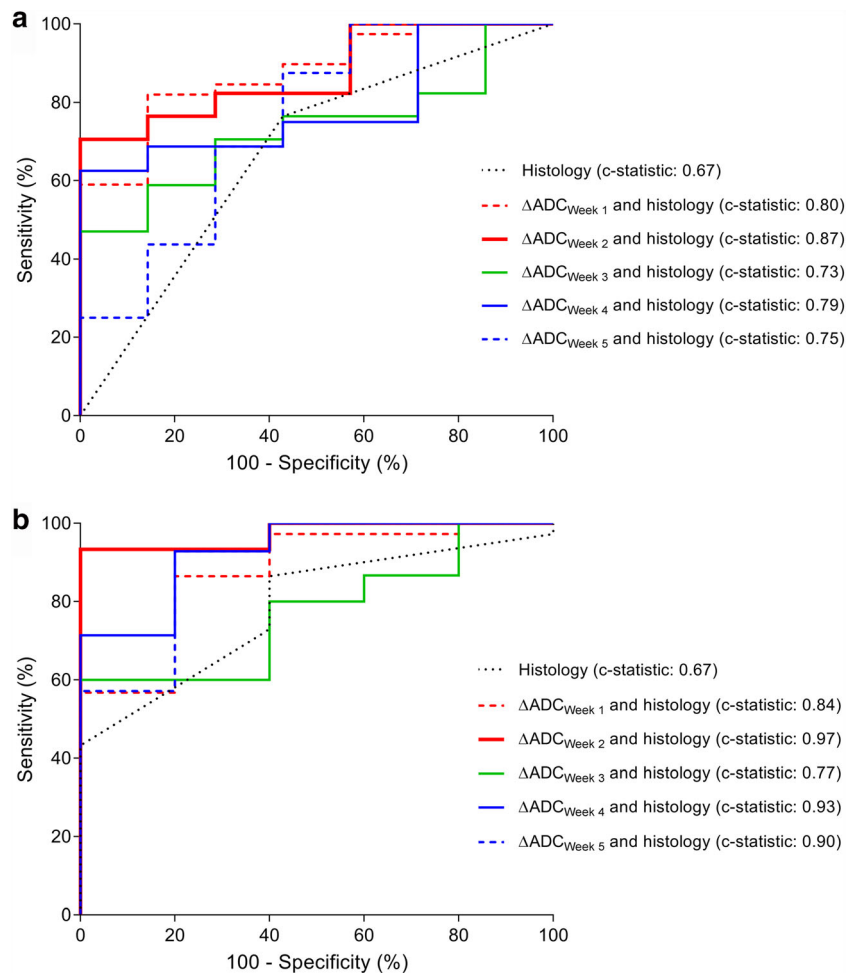 a
100
80
60
40
20
0
Sensitivity (%)
0 20 40 60 80 100
100 - Specificity (%)
Histology (c-statistic: 0.67)
ΔADCWeek 1 and histology (c-statistic: 0.80)
ΔADCWeek 2 and histology (c-statistic: 0.87)
ΔADCWeek 3 and histology (c-statistic: 0.73)
ΔADCWeek 4 and histology (c-statistic: 0.79)
ΔADCWeek 5 and histology (c-statistic: 0.75)
b
100
80
60
40
20
0
Sensitivity (%)
0 20 40 60 80 100
100 - Specificity (%)
Histology (c-statistic: 0.67)
ΔADCWeek 1 and histology (c-statistic: 0.84)
ΔADCWeek 2 and histology (c-statistic: 0.97)
ΔADCWeek 3 and histology (c-statistic: 0.77)
ΔADCWeek 4 and histology (c-statistic: 0.93)
ΔADCWeek 5 and histology (c-statistic: 0.90)